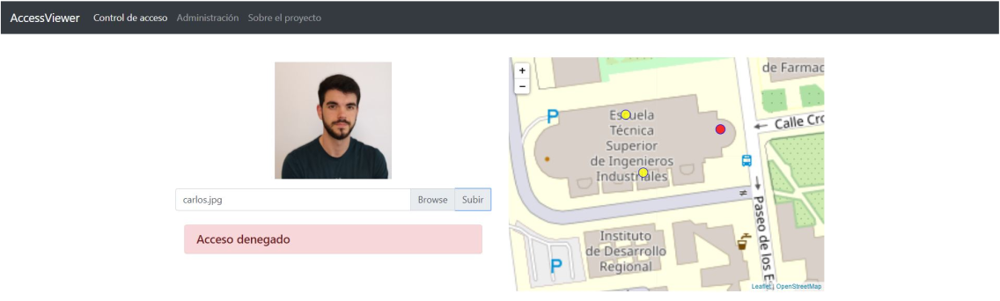 AccessViewer Control de acceso Administración Sobre el proyecto
carlos.jpg Browse Subir
Acceso denegado
+
−
de Farmac
P
Escuela
Técnica
Superior
de Ingenieros
Industriales
← Calle Cro
Paseo de los E
Instituto
de Desarrollo
Regional
P
Leaflet | OpenStreetMap